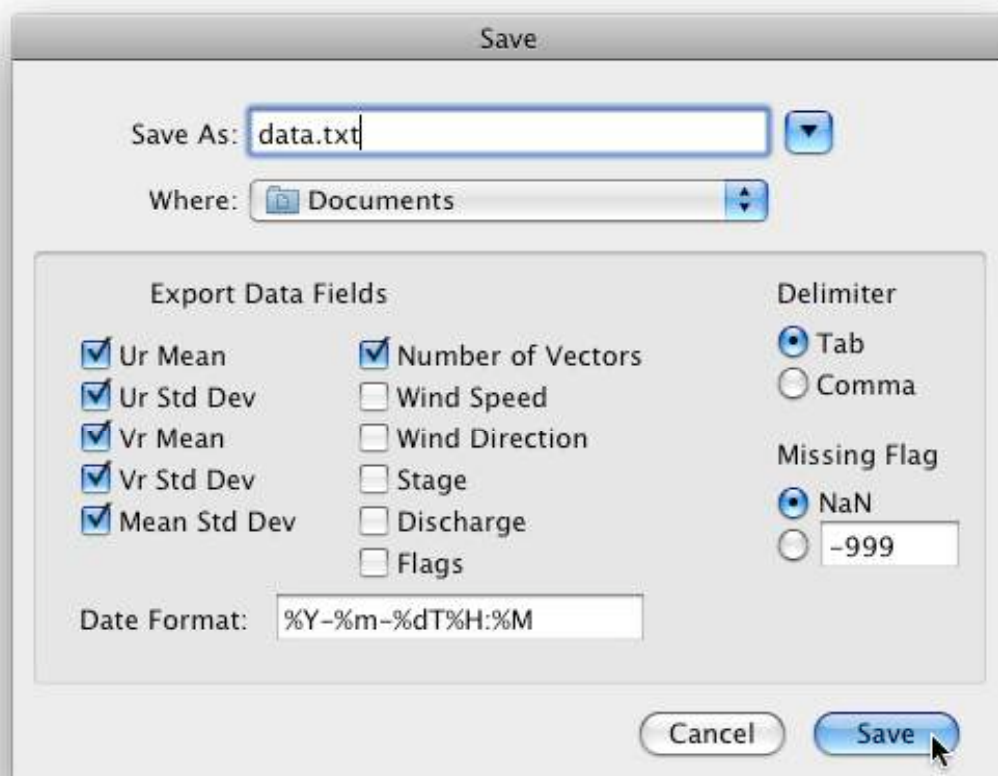 Save
Save As: data.txt
Where: Documents
Export Data Fields
Ur Mean
Ur Std Dev
Vr Mean
Vr Std Dev
Mean Std Dev
Number of Vectors
Wind Speed
Wind Direction
Stage
Discharge
Flags
Date Format: %Y-%m-%dT%H:%M
Delimiter
Tab
Comma
Missing Flag
NaN
-999
Cancel
Save